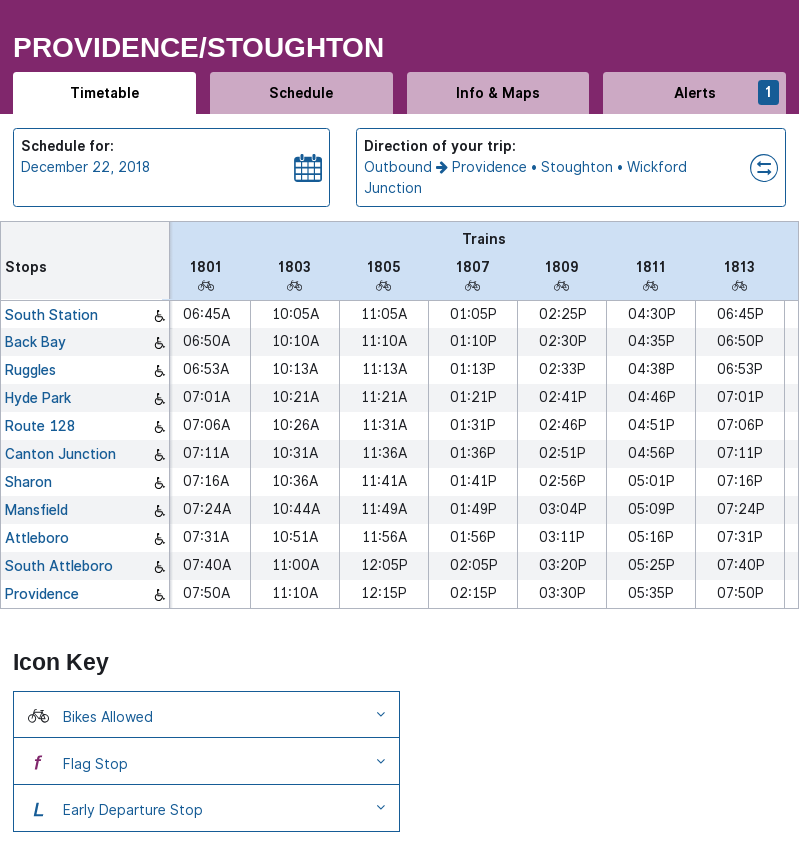 PROVIDENCE/STOUGHTON
Timetable Schedule Info & Maps Alerts 1
Schedule for:
December 22, 2018
Direction of your trip:
Outbound → Providence • Stoughton • Wickford
Junction
Trains
Stops 1801 1803 1805 1807 1809 1811 1813
South Station 06:45A 10:05A 11:05A 01:05P 02:25P 04:30P 06:45P
Back Bay 06:50A 10:10A 11:10A 01:10P 02:30P 04:35P 06:50P
Ruggles 06:53A 10:13A 11:13A 01:13P 02:33P 04:38P 06:53P
Hyde Park 07:01A 10:21A 11:21A 01:21P 02:41P 04:46P 07:01P
Route 128 07:06A 10:26A 11:31A 01:31P 02:46P 04:51P 07:06P
Canton Junction 07:11A 10:31A 11:36A 01:36P 02:51P 04:56P 07:11P
Sharon 07:16A 10:36A 11:41A 01:41P 02:56P 05:01P 07:16P
Mansfield 07:24A 10:44A 11:49A 01:49P 03:04P 05:09P 07:24P
Attleboro 07:31A 10:51A 11:56A 01:56P 03:11P 05:16P 07:31P
South Attleboro 07:40A 11:00A 12:05P 02:05P 03:20P 05:25P 07:40P
Providence 07:50A 11:10A 12:15P 02:15P 03:30P 05:35P 07:50P
Icon Key
Bikes Allowed
f Flag Stop
L Early Departure Stop